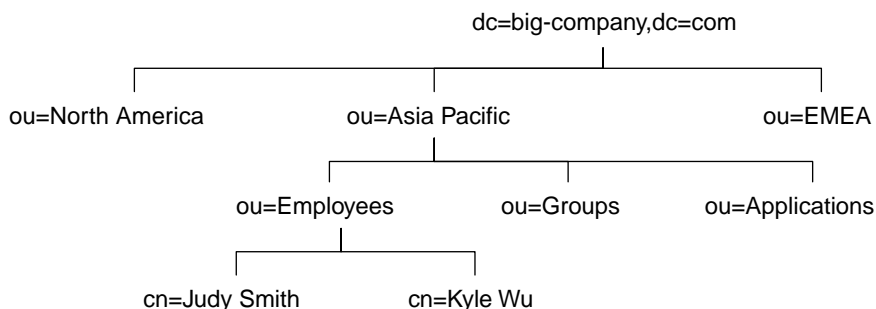 dc=big-company,dc=com
ou=North America
ou=Asia Pacific
ou=EMEA
ou=Employees
ou=Groups
ou=Applications
cn=Judy Smith
cn=Kyle Wu